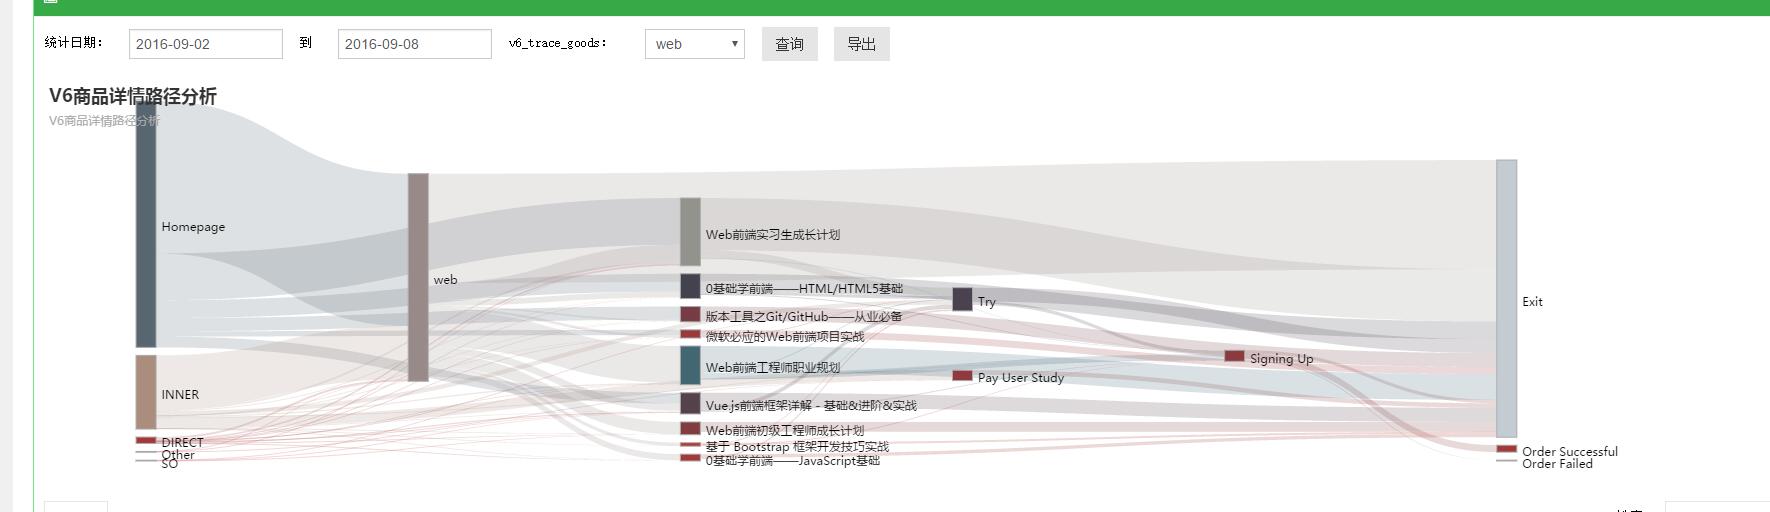 统计日期： 2016-09-02 到 2016-09-08 v6_trace_goods： web 查询 导出
V6商品详情路径分析
V6商品详情路径分析
Homepage
Web前端实习生成长计划
web
0基础学前端——HTML/HTML5基础
Try
Exit
版本工具之Git/GitHub——从业必备
微软必应的Web前端项目实战
Signing Up
Web前端工程师职业规划
Pay User Study
INNER
Vue.js前端框架详解 - 基础&进阶&实战
Web前端初级工程师成长计划
DIRECT
基于 Bootstrap 框架开发技巧实战
Order Successful
Other
0基础学前端——JavaScript基础
SO
Order Failed